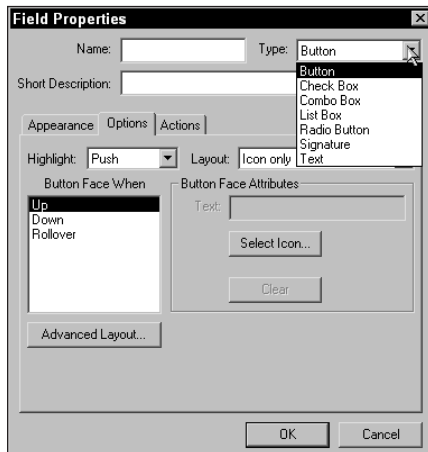 Field Properties
Name:
Type: Button
Button
Check Box
Combo Box
List Box
Radio Button
Signature
Text
Short Description:
Appearance Options Actions
Highlight: Push Layout: Icon only
Button Face When
Up
Down
Rollover
Button Face Attributes
Text:
Select Icon...
Clear
Advanced Layout...
OK Cancel